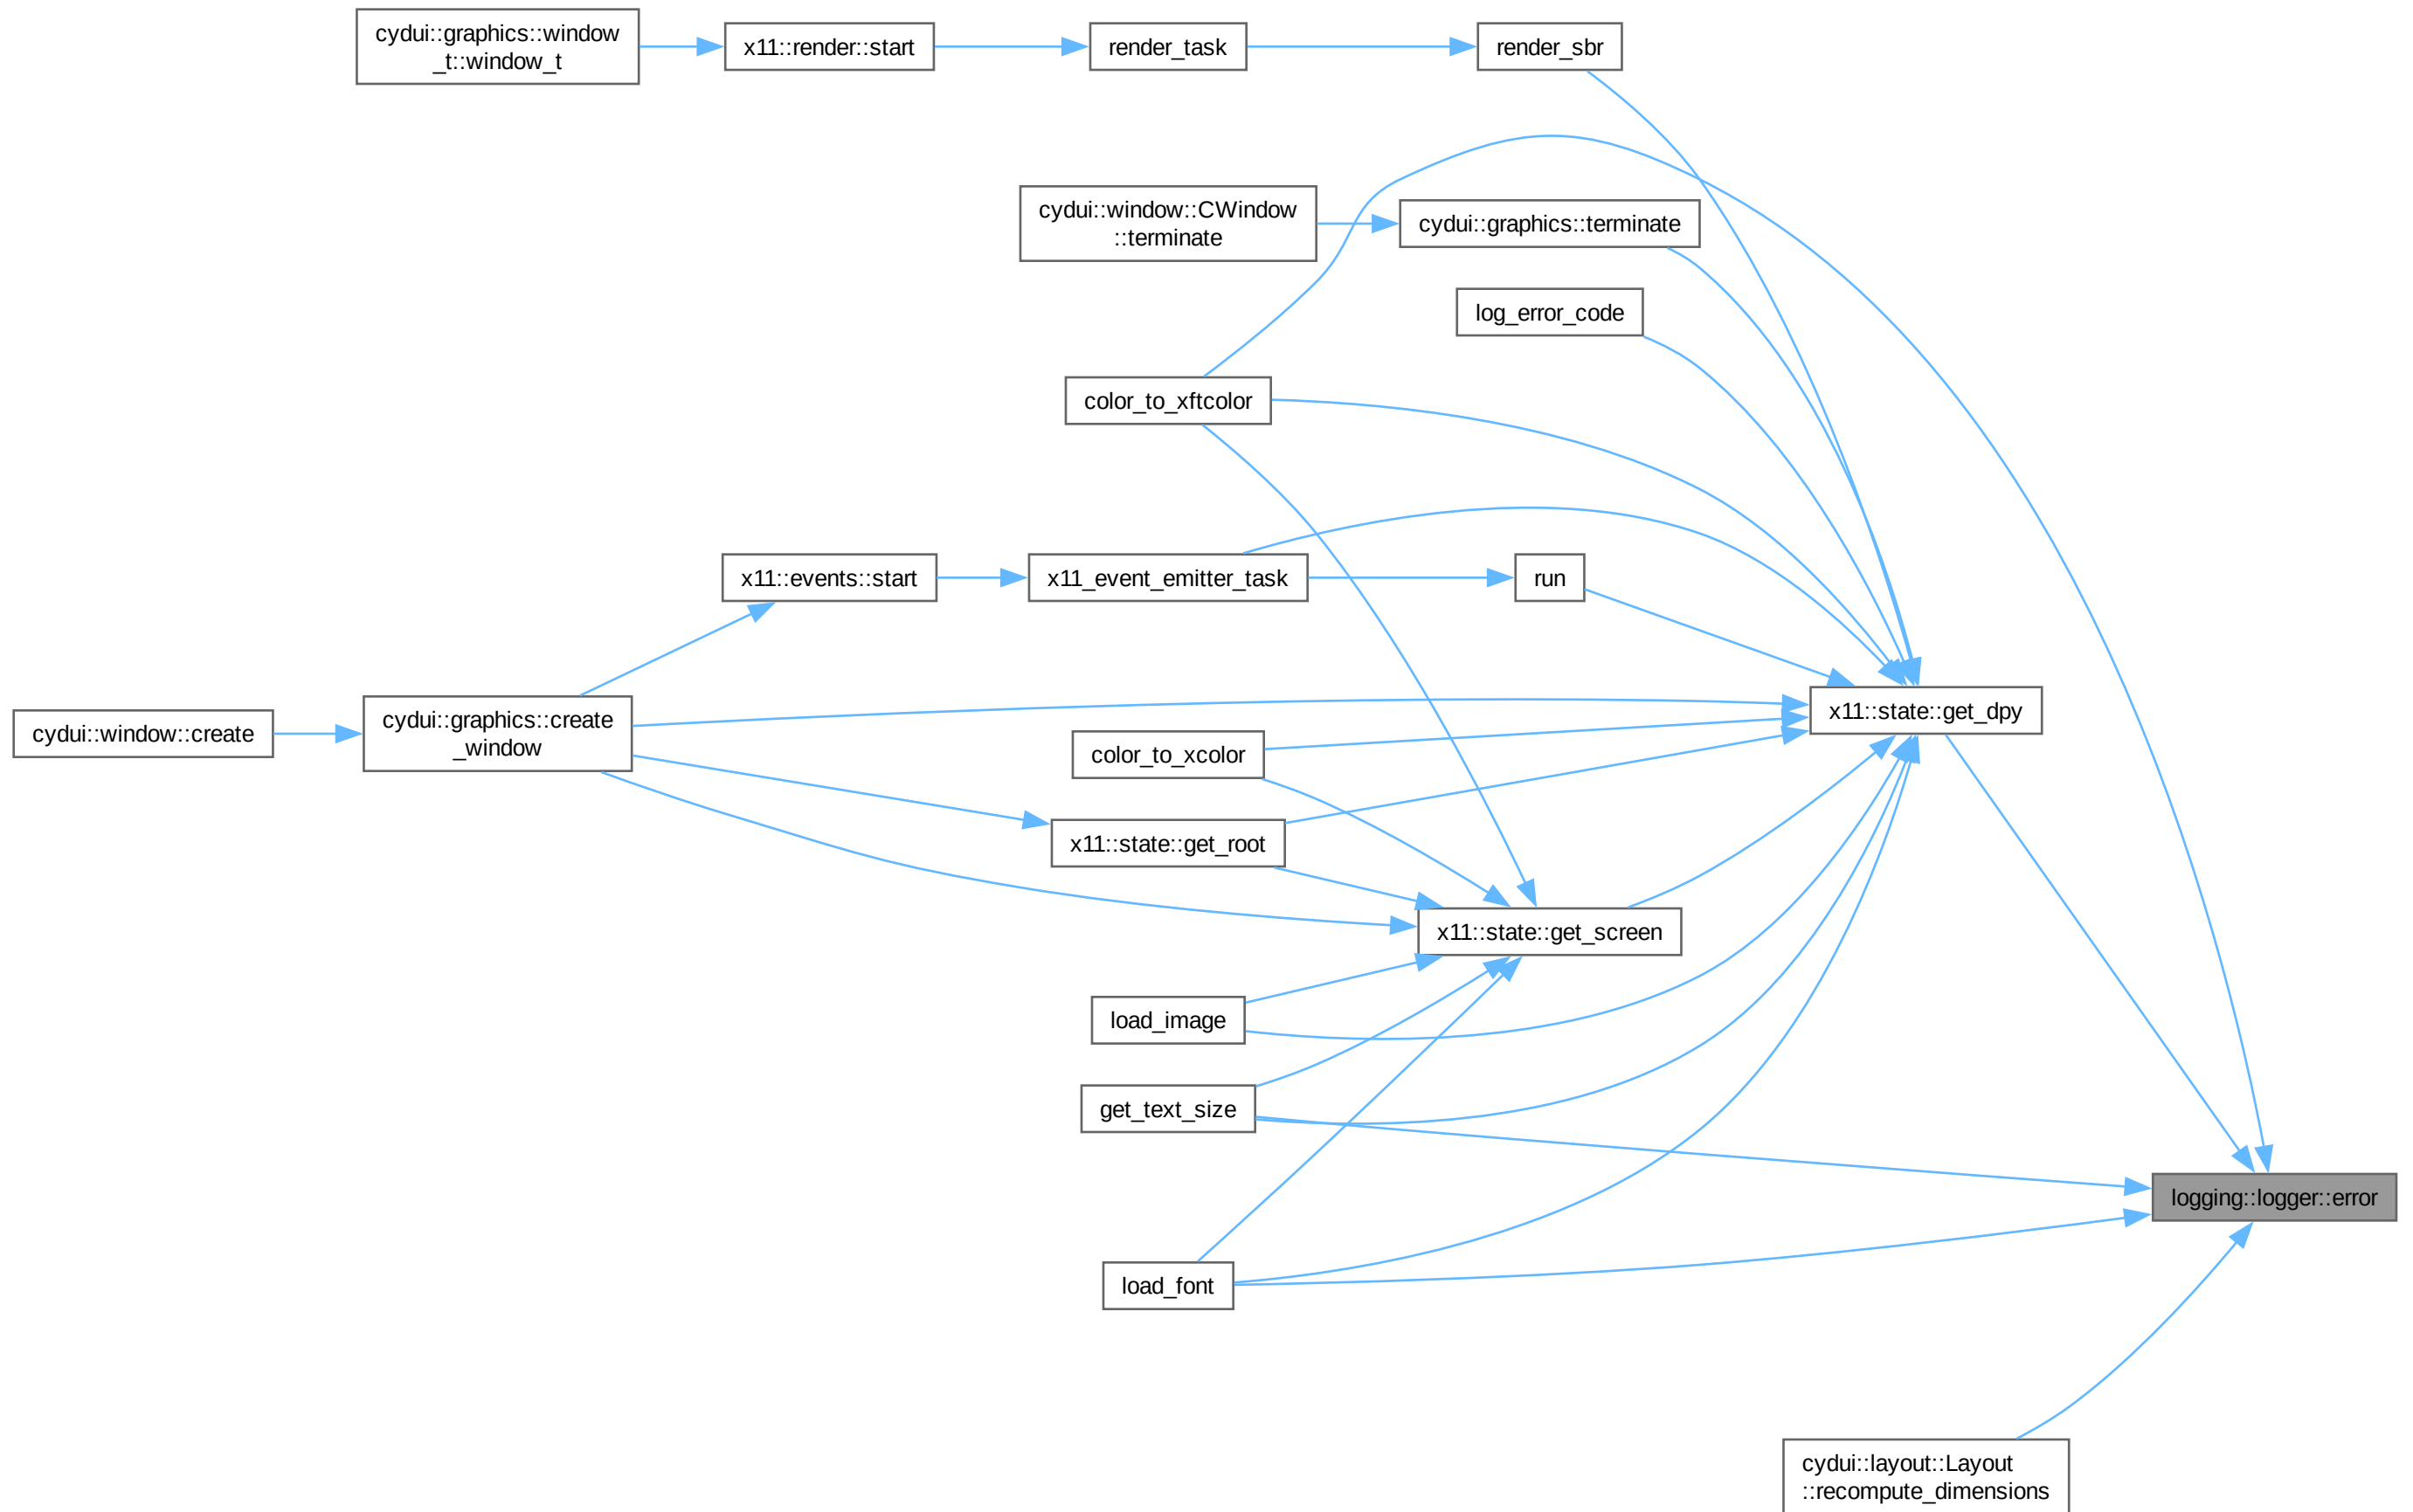 cydui::graphics::window
_t::window_t
x11::render::start
render_task
render_sbr
cydui::window::CWindow
::terminate
cydui::graphics::terminate
log_error_code
color_to_xftcolor
x11::events::start
x11_event_emitter_task
run
cydui::window::create
cydui::graphics::create
_window
x11::state::get_dpy
color_to_xcolor
x11::state::get_root
x11::state::get_screen
load_image
get_text_size
logging::logger::error
load_font
cydui::layout::Layout
::recompute_dimensions